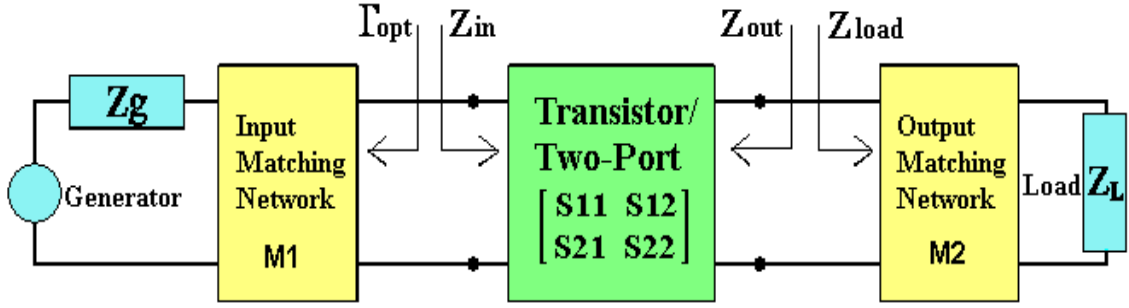 Γopt
Zin
Zout
Zload
Zg
Generator
Input
Matching
Network
M1
Transistor/
Two-Port
S11 S12
S21 S22
Output
Matching
Network
M2
Load
ZL